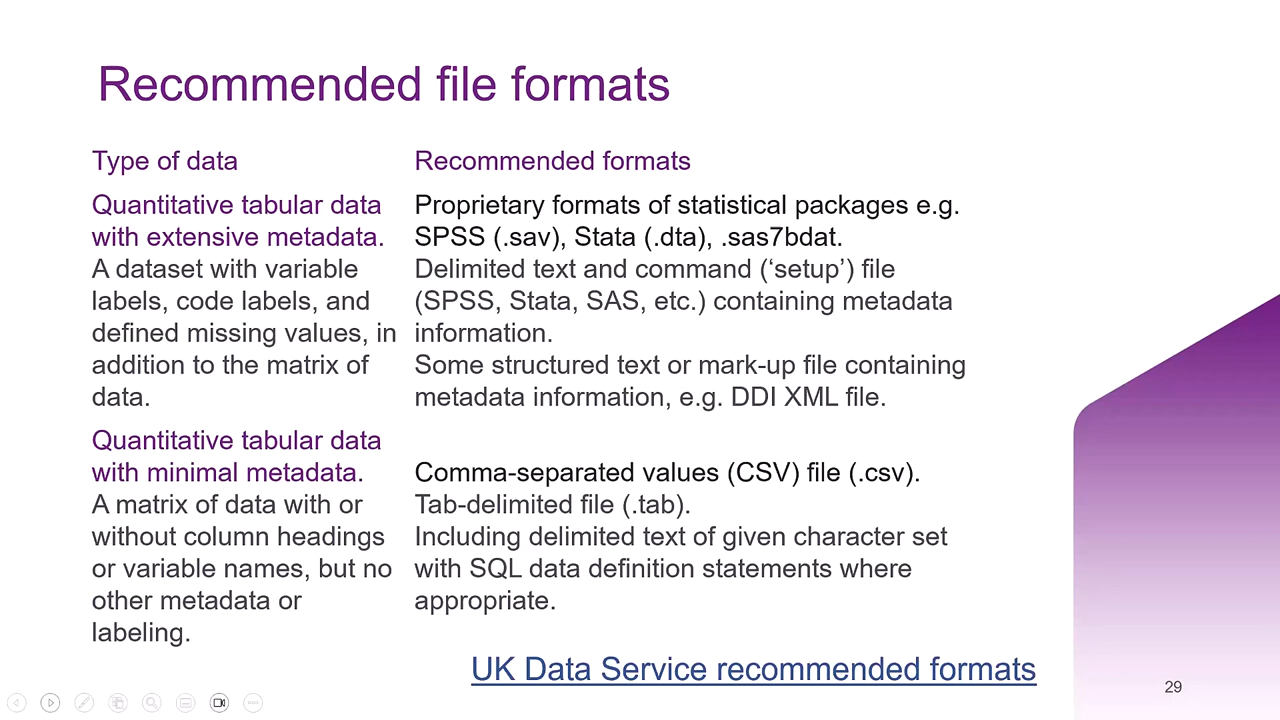 Recommended file formats
Type of data
Recommended formats
Quantitative tabular data
with extensive metadata.
A dataset with variable
labels, code labels, and
defined missing values, in
addition to the matrix of
data.
Proprietary formats of statistical packages e.g.
SPSS (.sav), Stata (.dta), .sas7bdat.
Delimited text and command (‘setup’) file
(SPSS, Stata, SAS, etc.) containing metadata
information.
Some structured text or mark-up file containing
metadata information, e.g. DDI XML file.
Quantitative tabular data
with minimal metadata.
A matrix of data with or
without column headings
or variable names, but no
other metadata or
labeling.
Comma-separated values (CSV) file (.csv).
Tab-delimited file (.tab).
Including delimited text of given character set
with SQL data definition statements where
appropriate.
UK Data Service recommended formats
29